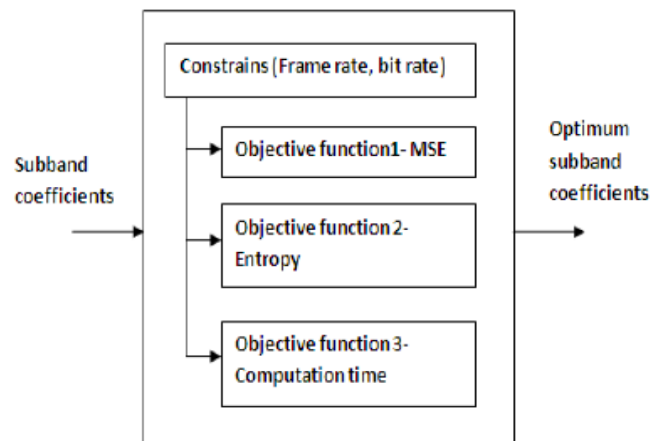 Constrains (Frame rate, bit rate)
Objective function1- MSE
Subband
coefficients
Objective function 2-
Entropy
Objective function 3-
Computation time
Optimum
subband
coefficients